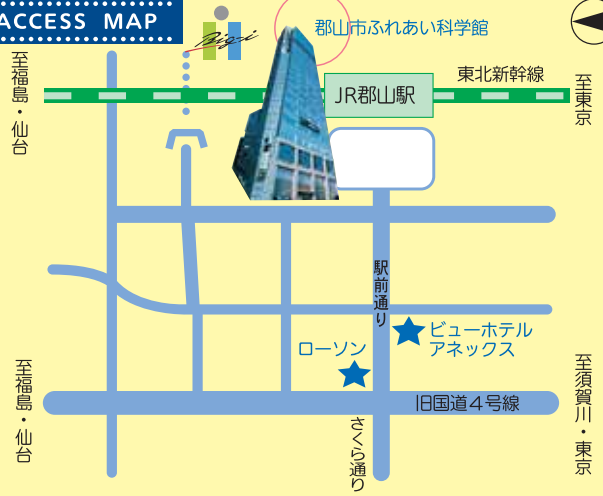 ACCESS MAP
Bigi
郡山市ふれあい科学館
至福島・仙台
東北新幹線
JR郡山駅
至東京
駅前通り
ビューホテル
アネックス
ローソン
至福島・仙台
旧国道4号線
至須賀川・東京
さくら通り